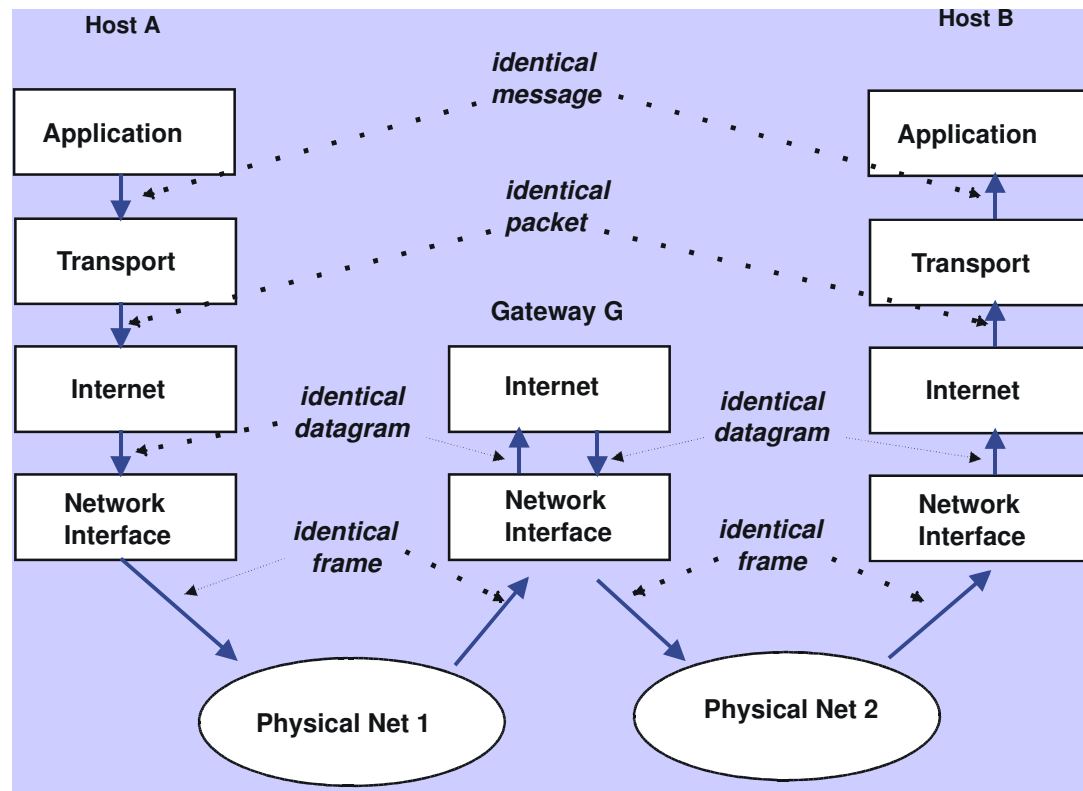 Host A
Host B
identical
message
Application
Application
identical
packet
Transport
Transport
Gateway G
Internet
Internet
Internet
identical
datagram
identical
datagram
Network
Interface
Network
Interface
Network
Interface
identical
frame
identical
frame
Physical Net 1
Physical Net 2